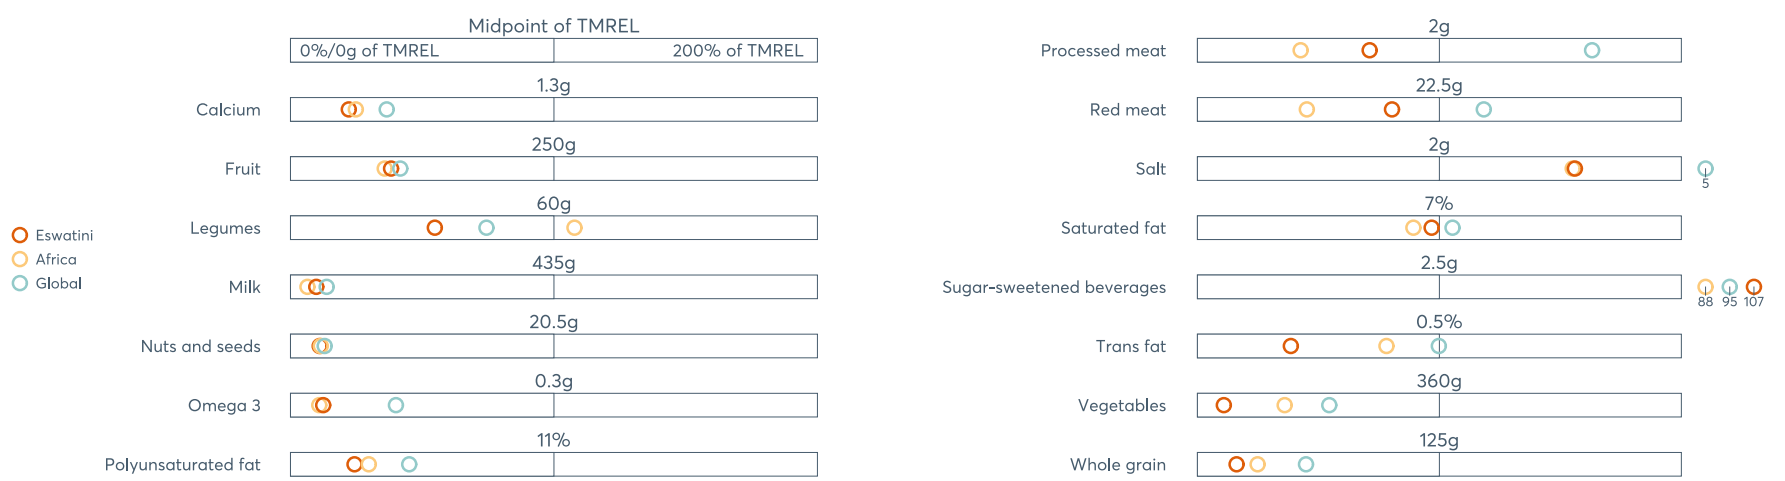 Midpoint of TMREL
0%/0g of TMREL 200% of TMREL
Calcium 1.3g
Fruit 250g
Legumes 60g
Milk 435g
Nuts and seeds 20.5g
Omega 3 0.3g
Polyunsaturated fat 11%
Eswatini
Africa
Global
Processed meat 2g
Red meat 22.5g
Salt 2g
5
Saturated fat 7%
Sugar-sweetened beverages 2.5g
88 95 107
Trans fat 0.5%
Vegetables 360g
Whole grain 125g